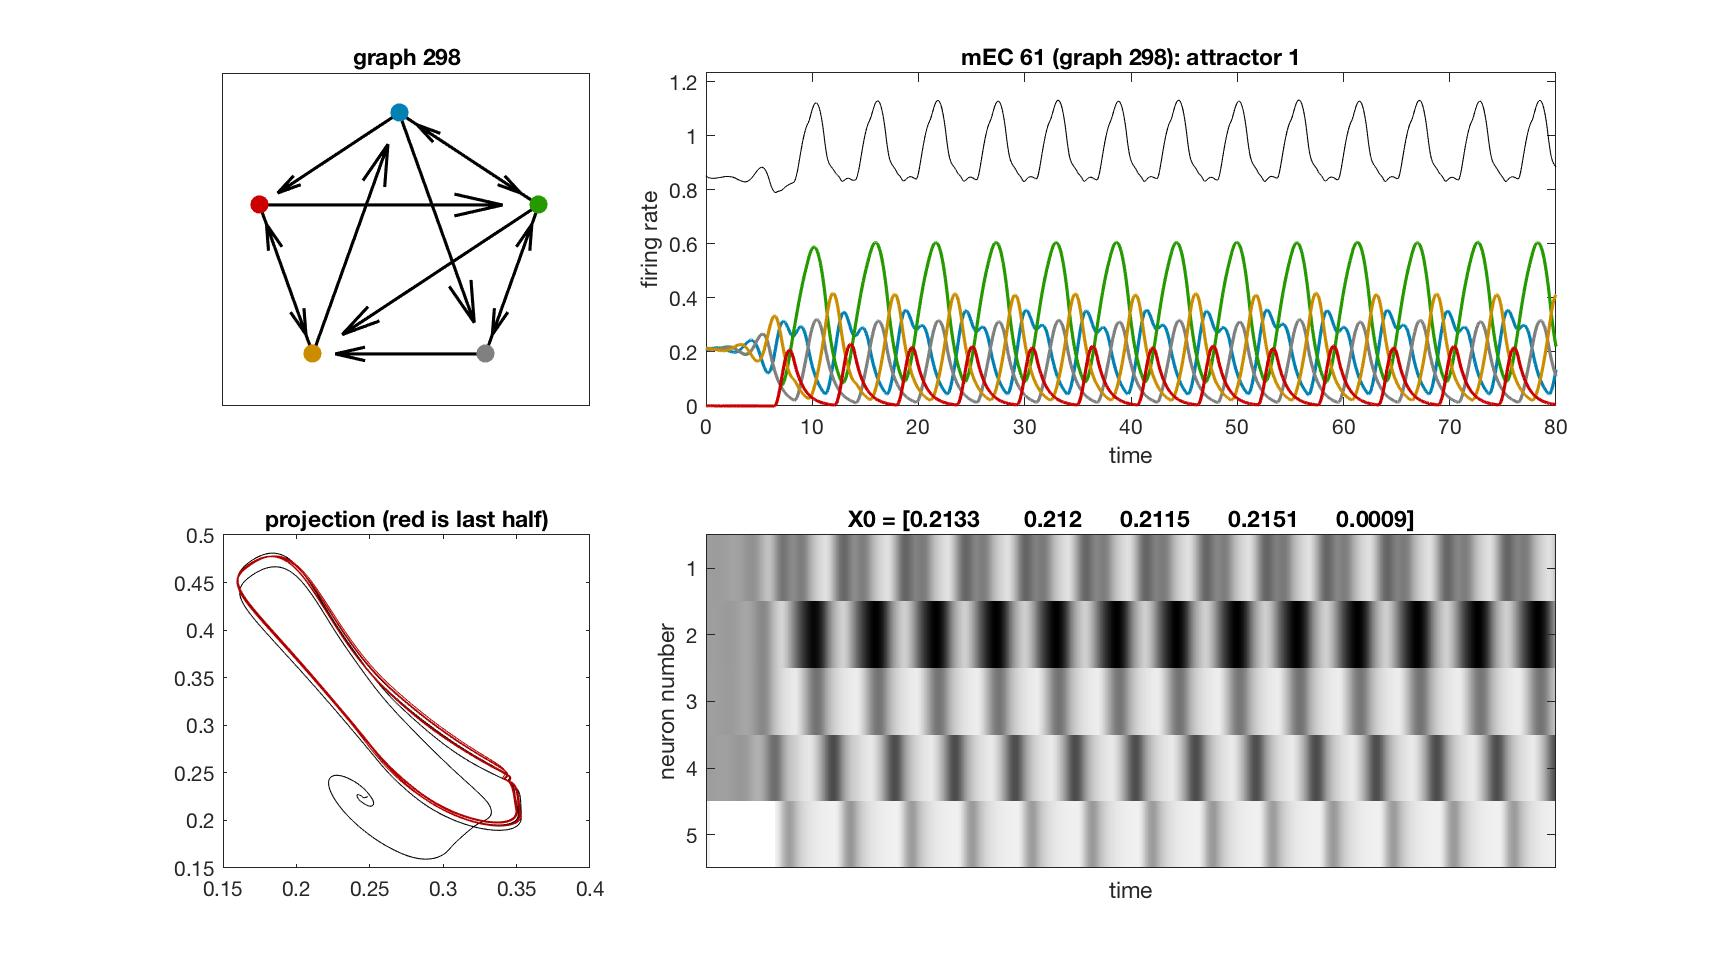 graph 298
mEC 61 (graph 298): attractor 1
1.2
1
0.8
0.6
0.4
0.2
0
firing rate
0 10 20 30 40 50 60 70 80
time
projection (red is last half)
0.5
0.45
0.4
0.35
0.3
0.25
0.2
0.15
0.15 0.2 0.25 0.3 0.35 0.4
X0 = [0.2133 0.212 0.2115 0.2151 0.0009]
1
2
3
4
5
neuron number
time